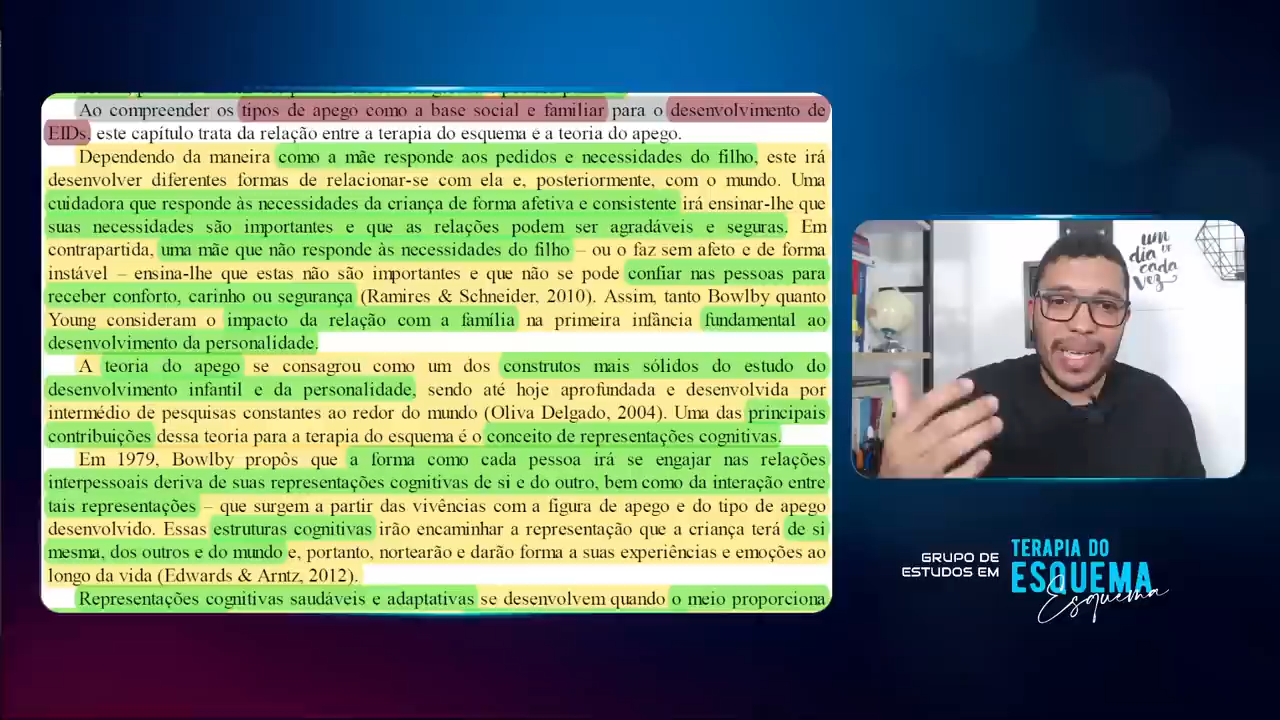 Ao compreender os tipos de apego como a base social e familiar para o desenvolvimento de
EIDs, este capítulo trata da relação entre a terapia do esquema e a teoria do apego.
Dependendo da maneira como a mãe responde aos pedidos e necessidades do filho, este irá
desenvolver diferentes formas de relacionar-se com ela e, posteriormente, com o mundo. Uma
cuidadora que responde às necessidades da criança de forma afetiva e consistente irá ensinar-lhe que
suas necessidades são importantes e que as relações podem ser agradáveis e seguras. Em
contrapartida, uma mãe que não responde às necessidades do filho – ou o faz sem afeto e de forma
instável – ensina-lhe que estas não são importantes e que não se pode confiar nas pessoas para
receber conforto, carinho ou segurança (Ramires & Schneider, 2010). Assim, tanto Bowlby quanto
Young consideram o impacto da relação com a família na primeira infância fundamental ao
desenvolvimento da personalidade.
A teoria do apego se consagrou como um dos construtos mais sólidos do estudo do
desenvolvimento infantil e da personalidade, sendo até hoje aprofundada e desenvolvida por
intermédio de pesquisas constantes ao redor do mundo (Oliva Delgado, 2004). Uma das principais
contribuições dessa teoria para a terapia do esquema é o conceito de representações cognitivas.
Em 1979, Bowlby propôs que a forma como cada pessoa irá se engajar nas relações
interpessoais deriva de suas representações cognitivas de si e do outro, bem como da interação entre
tais representações – que surgem a partir das vivências com a figura de apego e do tipo de apego
desenvolvido. Essas estruturas cognitivas irão encaminhar a representação que a criança terá de si
mesma, dos outros e do mundo e, portanto, nortearão e darão forma a suas experiências e emoções ao
longo da vida (Edwards & Arntz, 2012).
Representações cognitivas saudáveis e adaptativas se desenvolvem quando o meio proporciona
um
dia DE
cada
vez
GRUPO DE
ESTUDOS EM
TERAPIA DO
ESQUEMA
Esquema